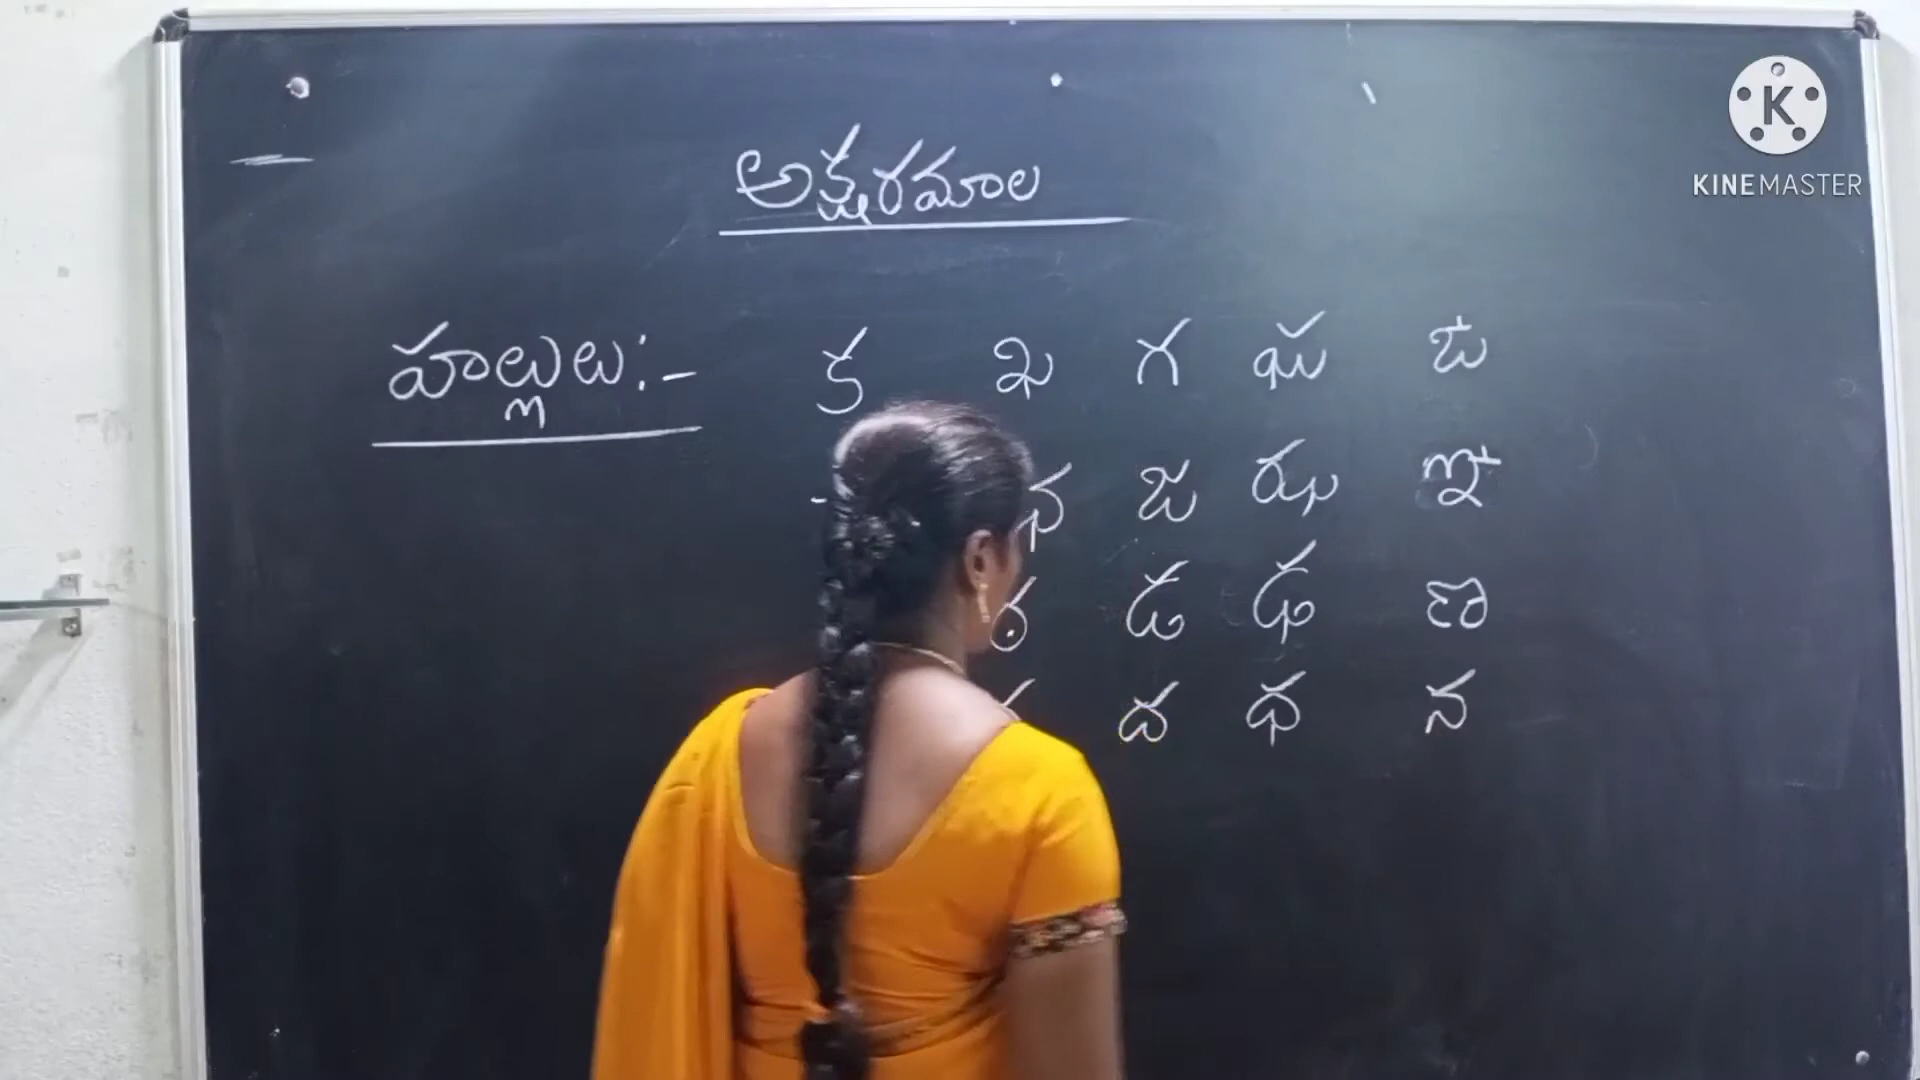 అక్షరమాల
హల్లులు:-
క ఖ గ ఘ ఙ
ఛ జ ఝ ఞ
ఠ డ ఢ ణ
ద ధ న
K
KINEMASTER